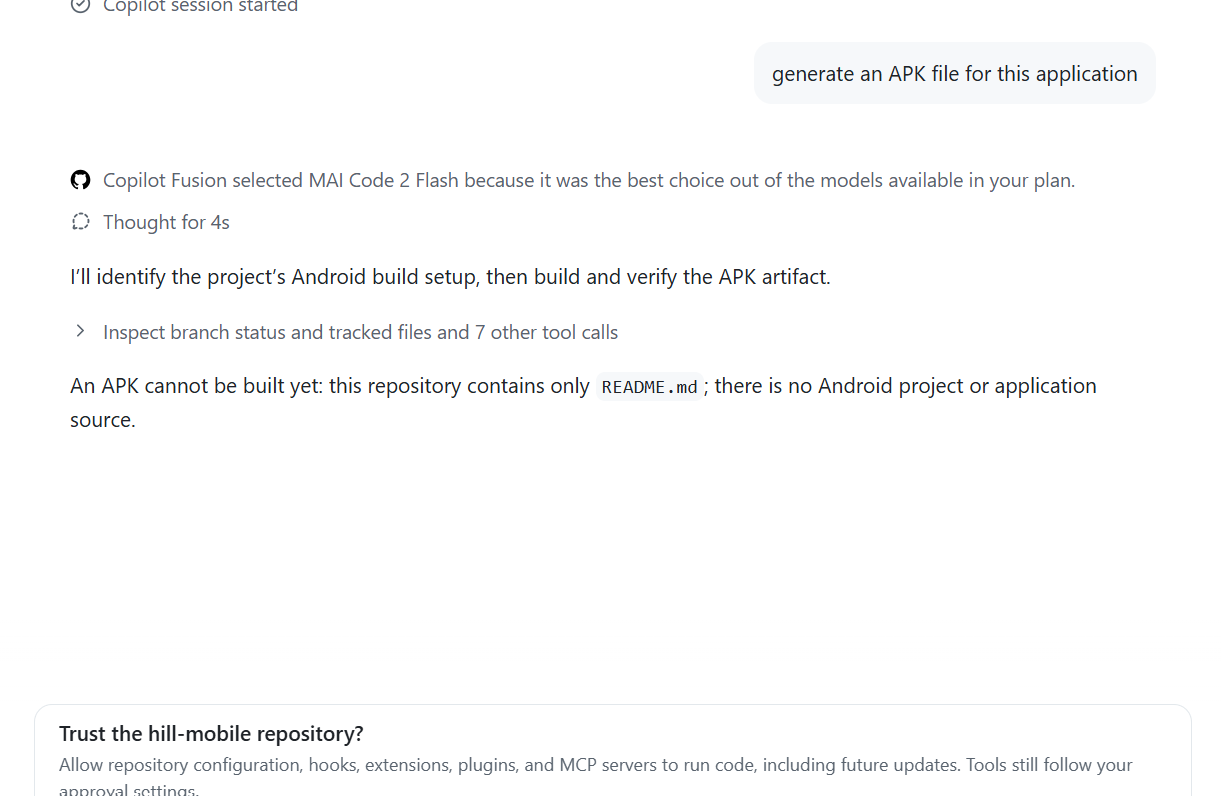 Copilot session started
generate an APK file for this application
Copilot Fusion selected MAI Code 2 Flash because it was the best choice out of the models available in your plan.
Thought for 4s
I’ll identify the project’s Android build setup, then build and verify the APK artifact.
Inspect branch status and tracked files and 7 other tool calls
An APK cannot be built yet: this repository contains only README.md; there is no Android project or application
source.
Trust the hill-mobile repository?
Allow repository configuration, hooks, extensions, plugins, and MCP servers to run code, including future updates. Tools still follow your
approval settings.